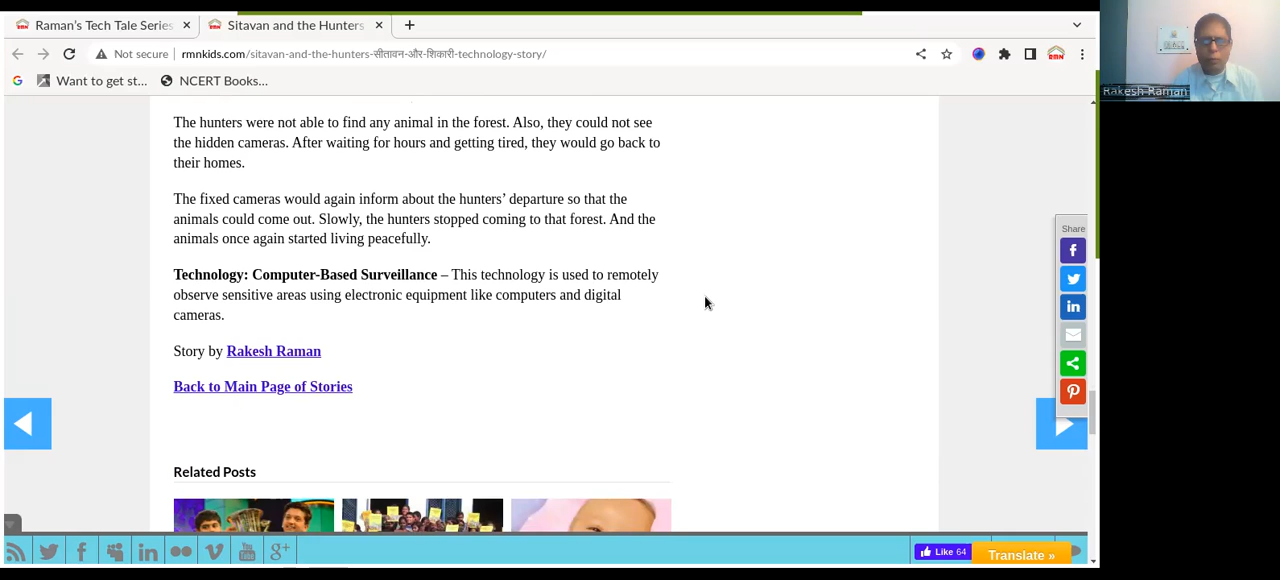 Raman's Tech Tale Series
Sitavan and the Hunters
Not secure
rmnkids.com/sitavan-and-the-hunters-सीतावन-और-शिकारी-technology-story/
RMN
Want to get st...
NCERT Books...
Rakesh Raman
The hunters were not able to find any animal in the forest. Also, they could not see
the hidden cameras. After waiting for hours and getting tired, they would go back to
their homes.
The fixed cameras would again inform about the hunters’ departure so that the
animals could come out. Slowly, the hunters stopped coming to that forest. And the
animals once again started living peacefully.
Technology: Computer-Based Surveillance – This technology is used to remotely
observe sensitive areas using electronic equipment like computers and digital
cameras.
Story by Rakesh Raman
Back to Main Page of Stories
Share
Related Posts
You Tube
g+
Like 64
Translate »